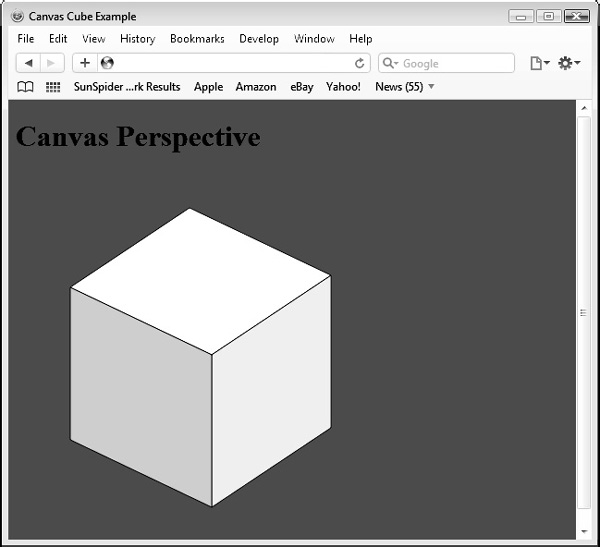 Canvas Cube Example
File Edit View History Bookmarks Develop Window Help
Google
SunSpider ...rk Results Apple Amazon eBay Yahoo! News (55)
Canvas Perspective